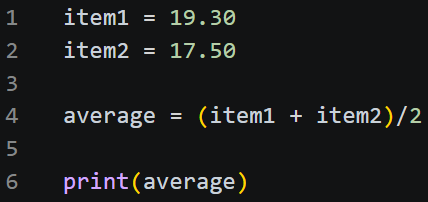 1 item1 = 19.30
2 item2 = 17.50
3
4 average = (item1 + item2)/2
5
6 print(average)